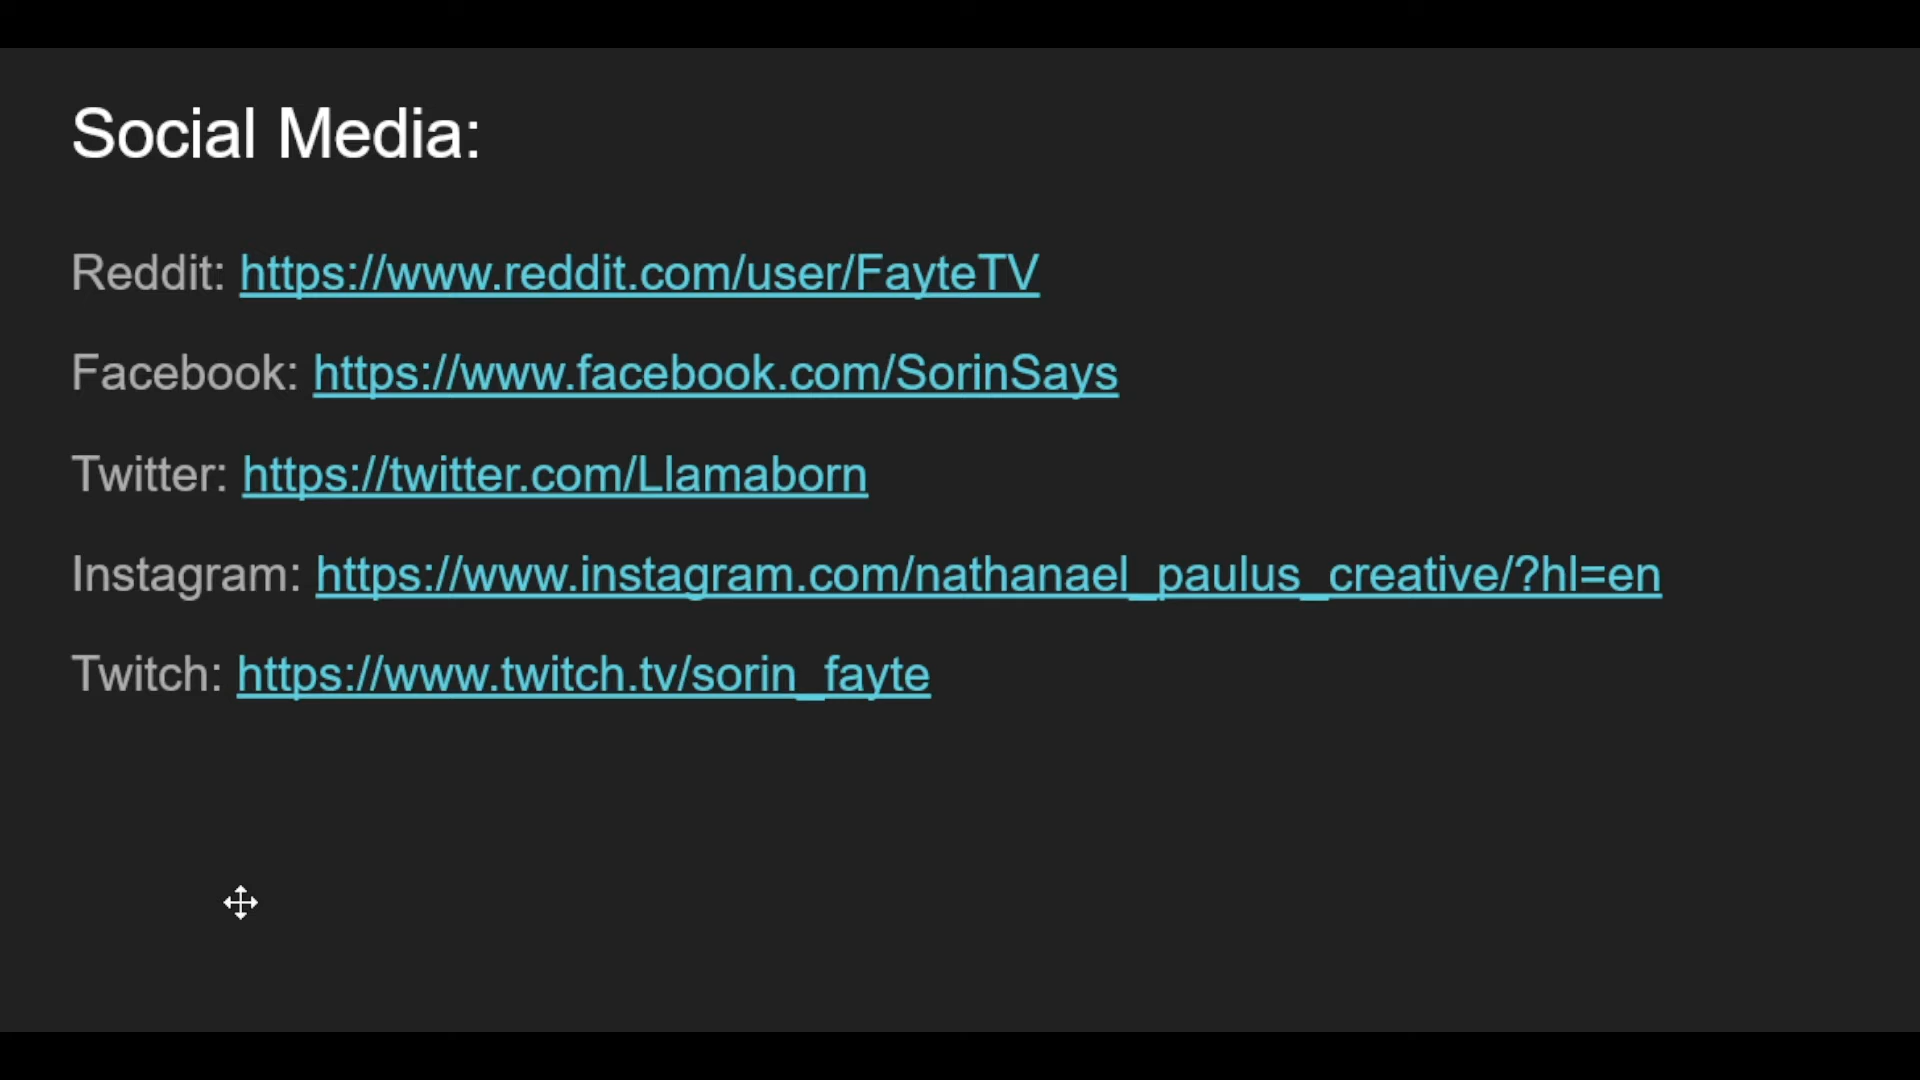 Social Media:
Reddit: https://www.reddit.com/user/FayteTV
Facebook: https://www.facebook.com/SorinSays
Twitter: https://twitter.com/Llamaborn
Instagram: https://www.instagram.com/nathanael_paulus_creative/?hl=en
Twitch: https://www.twitch.tv/sorin_fayte